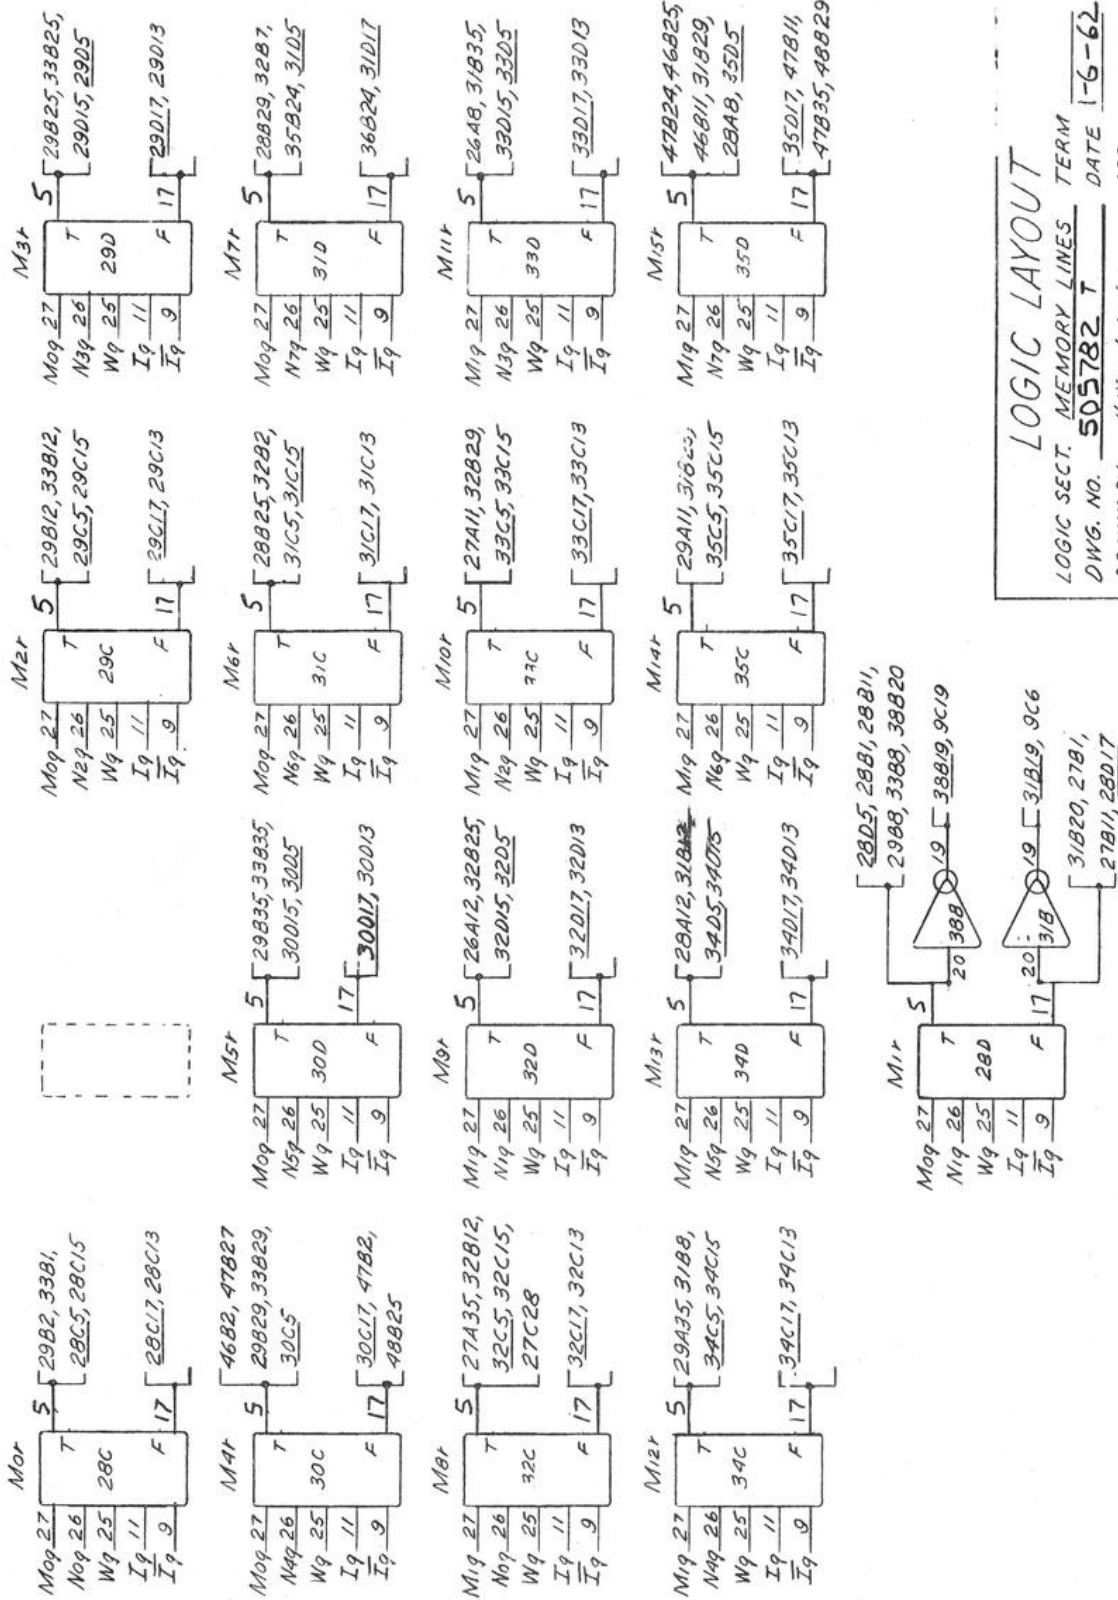 M0r
M0q 27
N0q 26
Wq 25
Iq 11
I̅q 9
T
28C
F
5
29B2, 33B1,
28C5, 28C15
17
28C17, 28C13
M2r
M0q 27
N2q 26
Wq 25
Iq 11
I̅q 9
T
29C
F
5
29B12, 33B12,
29C5, 29C15
17
29C17, 29C13
M3r
M0q 27
N3q 26
Wq 25
Iq 11
I̅q 9
T
29D
F
5
29B25, 33B25,
29D15, 29D5
17
29D17, 29D13
M4r
M0q 27
N4q 26
Wq 25
Iq 11
I̅q 9
T
30C
F
5
46B2, 47B27
29B29, 33B29,
30C5
17
30C17, 47B2,
48B25
M5r
M0q 27
N5q 26
Wq 25
Iq 11
I̅q 9
T
30D
F
5
29B35, 33B35,
30D15, 30D5
17
30D17, 30D13
M6r
M0q 27
N6q 26
Wq 25
Iq 11
I̅q 9
T
31C
F
5
28B25, 32B2,
31C5, 31C15
17
31C17, 31C13
M7r
M0q 27
N7q 26
Wq 25
Iq 11
I̅q 9
T
31D
F
5
28B29, 32B7,
35B24, 31D5
17
36B24, 31D17
M8r
M1q 27
N0q 26
Wq 25
Iq 11
I̅q 9
T
32C
F
5
27A35, 32B12,
32C5, 32C15,
27C28
17
32C17, 32C13
M9r
M1q 27
N1q 26
Wq 25
Iq 11
I̅q 9
T
32D
F
5
26A12, 32B25,
32D15, 32D5
17
32D17, 32D13
M10r
M1q 27
N2q 26
Wq 25
Iq 11
I̅q 9
T
33C
F
5
27A11, 32B29,
33C5, 33C15
17
33C17, 33C13
M11r
M1q 27
N3q 26
Wq 25
Iq 11
I̅q 9
T
33D
F
5
26A8, 31B35,
33D15, 33D5
17
33D17, 33D13
M12r
M1q 27
N4q 26
Wq 25
Iq 11
I̅q 9
T
34C
F
5
29A35, 31B8,
34C5, 34C15
17
34C17, 34C13
M13r
M1q 27
N5q 26
Wq 25
Iq 11
I̅q 9
T
34D
F
5
28A12,
34D5, 34D15
17
34D17, 34D13
M14r
M1q 27
N6q 26
Wq 25
Iq 11
I̅q 9
T
35C
F
5
29A11,
35C5, 35C15
17
35C17, 35C13
M15r
M1q 27
N7q 26
Wq 25
Iq 11
I̅q 9
T
35D
F
5
47B24, 46B25,
46B11, 31B29,
28A8, 35D5
17
35D17, 47B11,
47B35, 48B29
M1r
M0q 27
N1q 26
Wq 25
Iq 11
I̅q 9
T
28D
F
5
28D5, 28B1, 28B11,
29B8, 33B8, 38B20
20
38B
19
38B19, 9C19
20
31B
19
31B19, 9C6
17
31B20, 27B1,
27B11, 28D17
LOGIC LAYOUT
LOGIC SECT. MEMORY LINES TERM
DWG. NO. 505782 T DATE 1-6-62